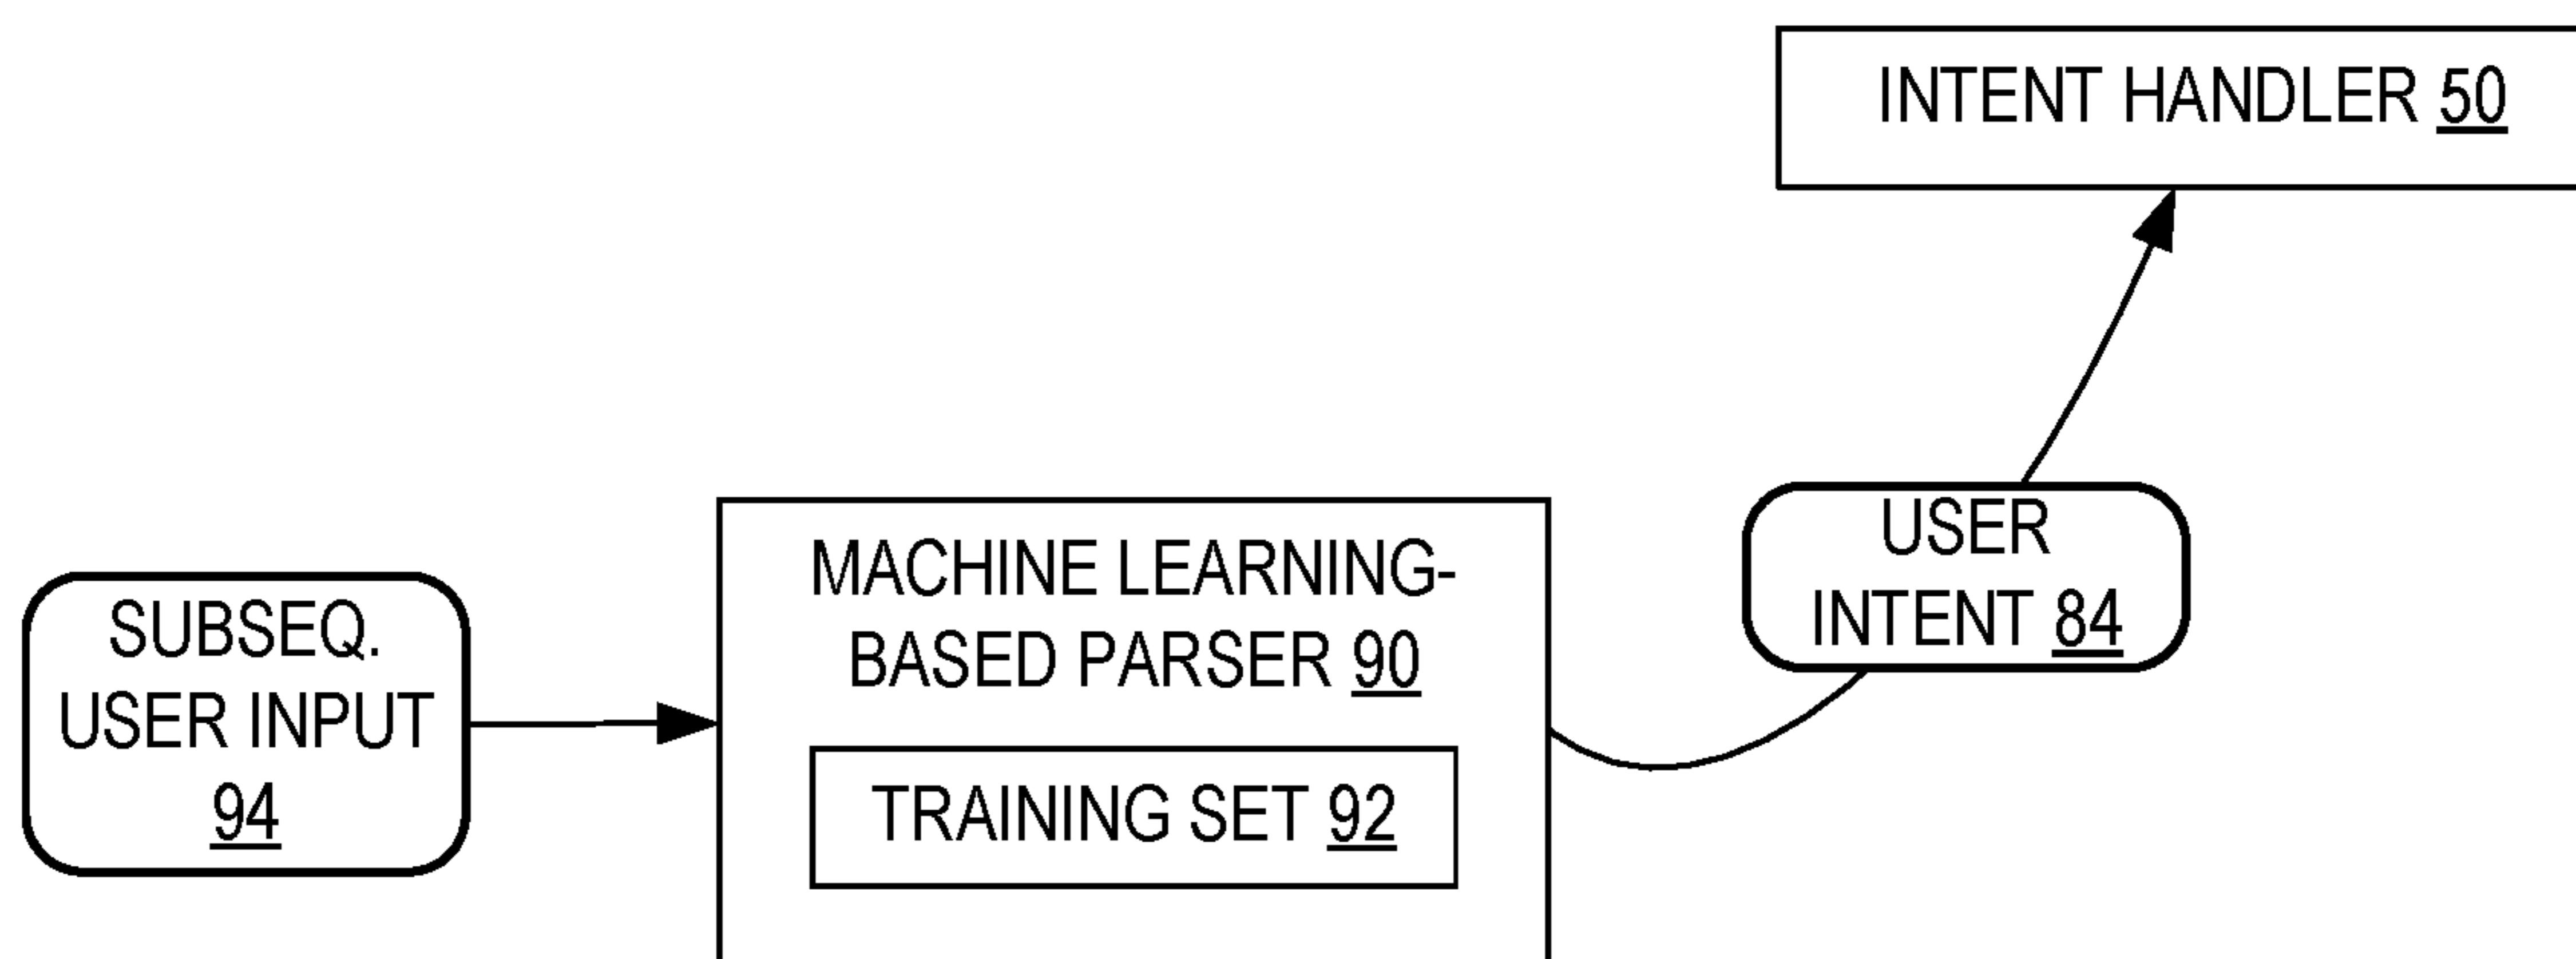 INTENT HANDLER 50
USER
INTENT 84
MACHINE LEARNING-
BASED PARSER 90
TRAINING SET 92
SUBSEQ.
USER INPUT
94